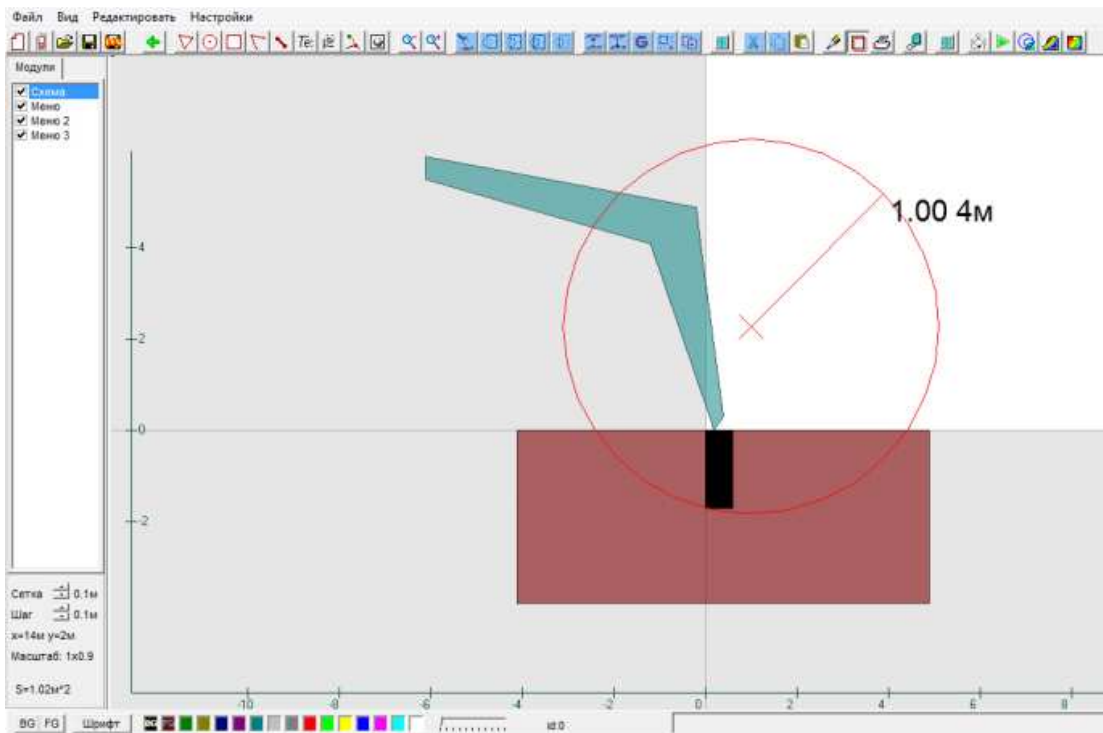 Файл Вид Редактировать Настройки
Модули
Схема
Меню
Меню 2
Меню 3
1.00 4м
4
2
0
-2
-10
-8
-6
-4
-2
0
2
4
6
8
Сетка 0.1м
Шаг 0.1м
x=14м y=2м
Масштаб: 1x0.9
S=1.02м^2
BG FG Шрифт
id:0